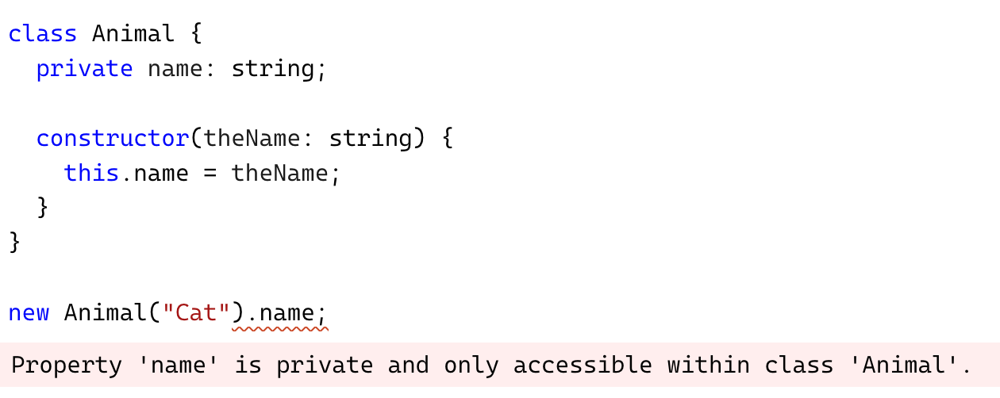 class Animal {
  private name: string;

  constructor(theName: string) {
    this.name = theName;
  }
}

new Animal("Cat").name;
Property 'name' is private and only accessible within class 'Animal'.